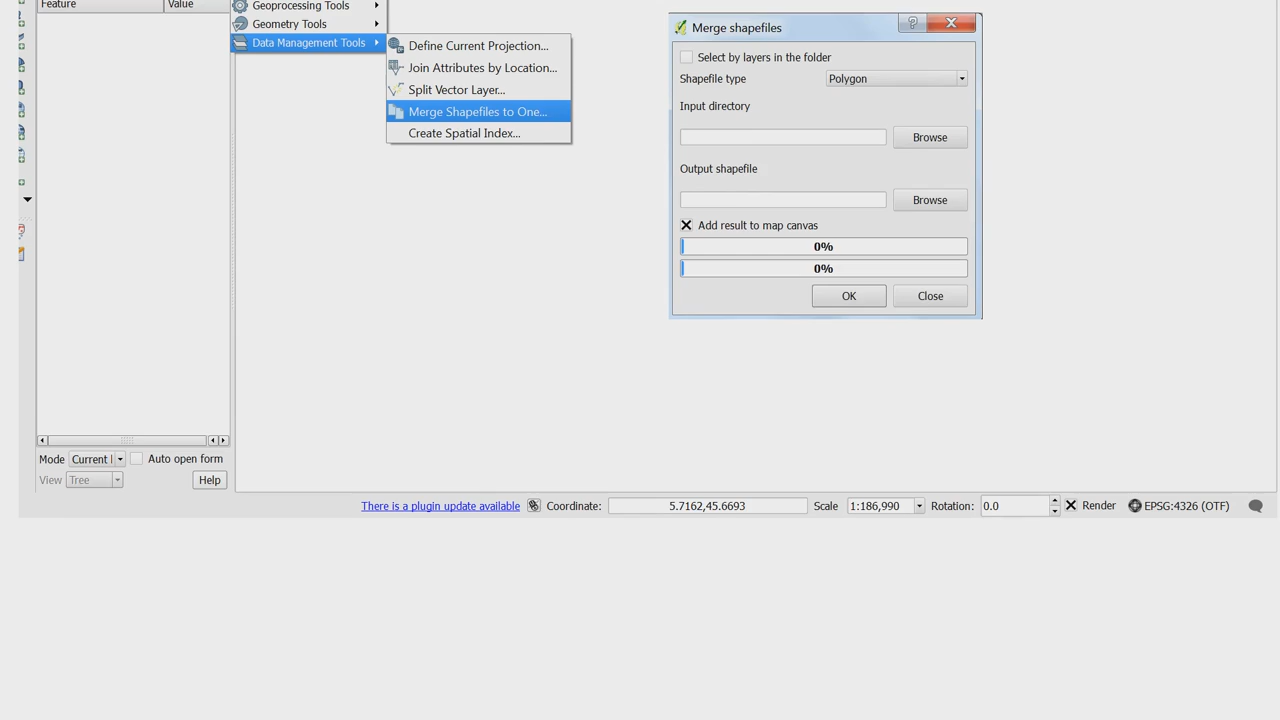 Feature Value
Geoprocessing Tools
Geometry Tools
Data Management Tools
Define Current Projection...
Join Attributes by Location...
Split Vector Layer...
Merge Shapefiles to One...
Create Spatial Index...
Merge shapefiles
?
Select by layers in the folder
Shapefile type Polygon
Input directory
Browse
Output shapefile
Browse
Add result to map canvas
0%
0%
OK Close
Mode Current Auto open form
View Tree Help
There is a plugin update available Coordinate: 5.7162,45.6693 Scale 1:186,990 Rotation: 0.0 Render EPSG:4326 (OTF)